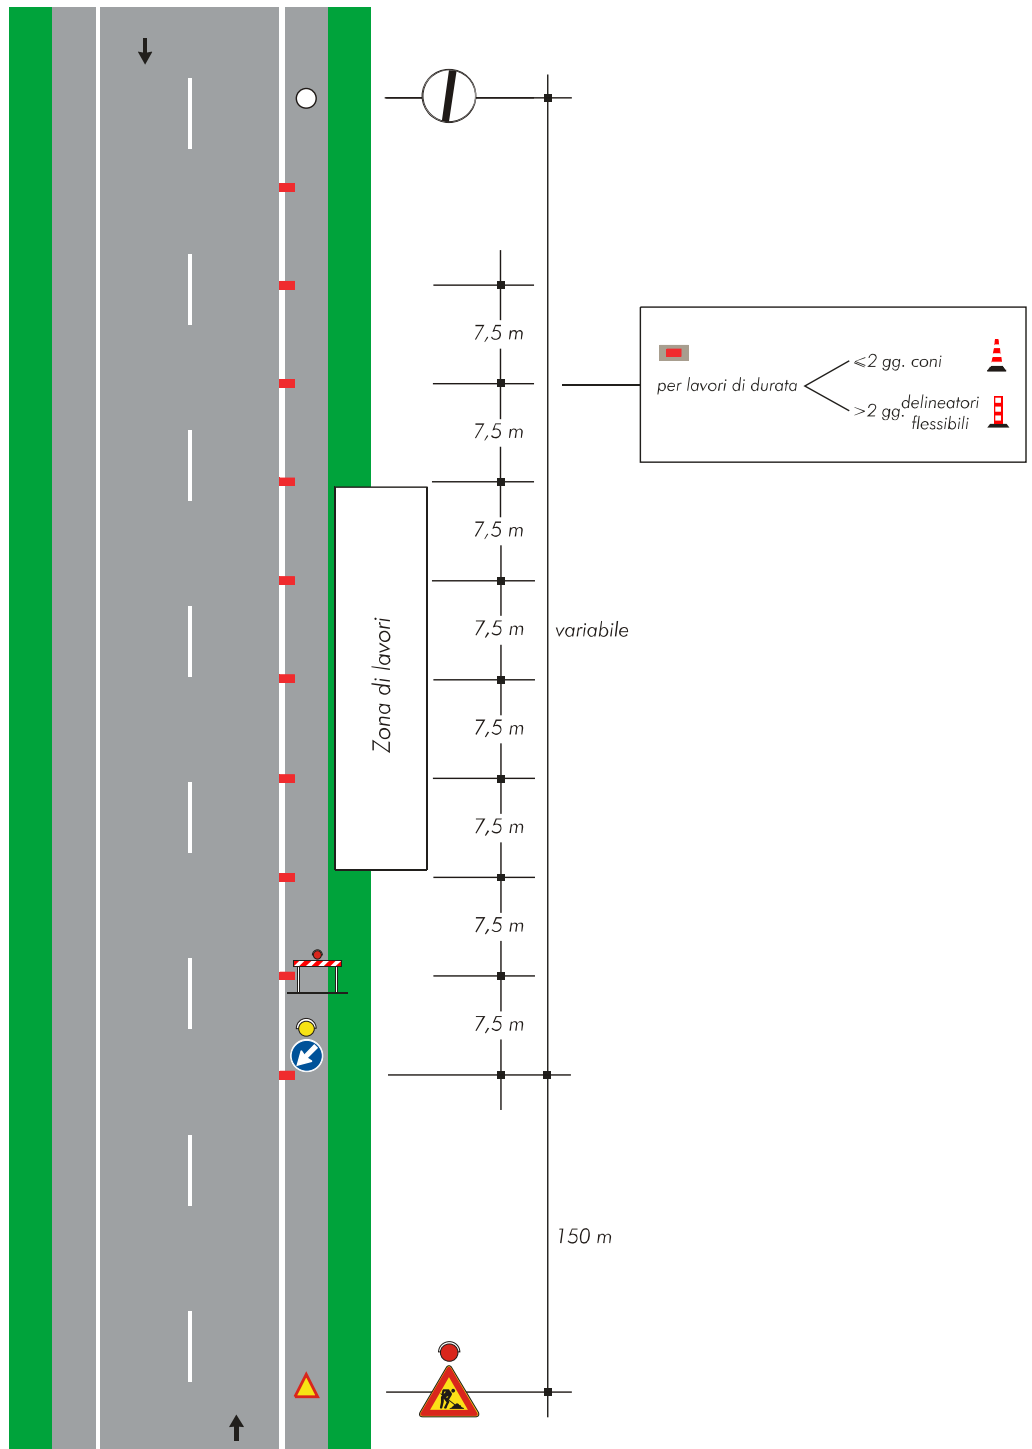 7,5 m
7,5 m
7,5 m
7,5 m
7,5 m
7,5 m
7,5 m
7,5 m
per lavori di durata
⩽2 gg. coni
>2 gg. delineatori
flessibili
Zona di lavori
variabile
150 m